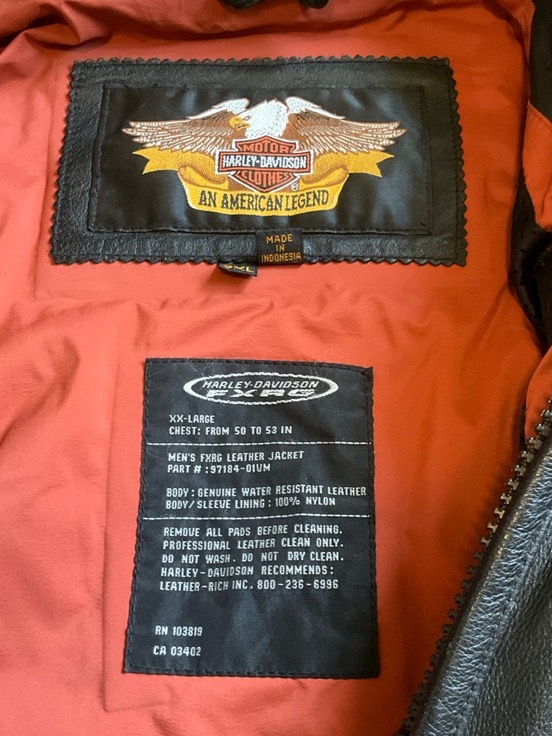 MOTOR
HARLEY-DAVIDSON
CLOTHES
®
AN AMERICAN LEGEND
MADE
IN
INDONESIA
HARLEY-DAVIDSON
FXRG
XX-LARGE
CHEST: FROM 50 TO 53 IN
MEN'S FXRG LEATHER JACKET
PART # :97184-01VM
BODY : GENUINE WATER RESISTANT LEATHER
BODY/ SLEEVE LINING : 100% NYLON
REMOVE ALL PADS BEFORE CLEANING.
PROFESSIONAL LEATHER CLEAN ONLY.
DO NOT WASH. DO NOT DRY CLEAN.
HARLEY-DAVIDSON RECOMMENDS:
LEATHER-RICH INC. 800-236-6996
RN 103819
CA 03402